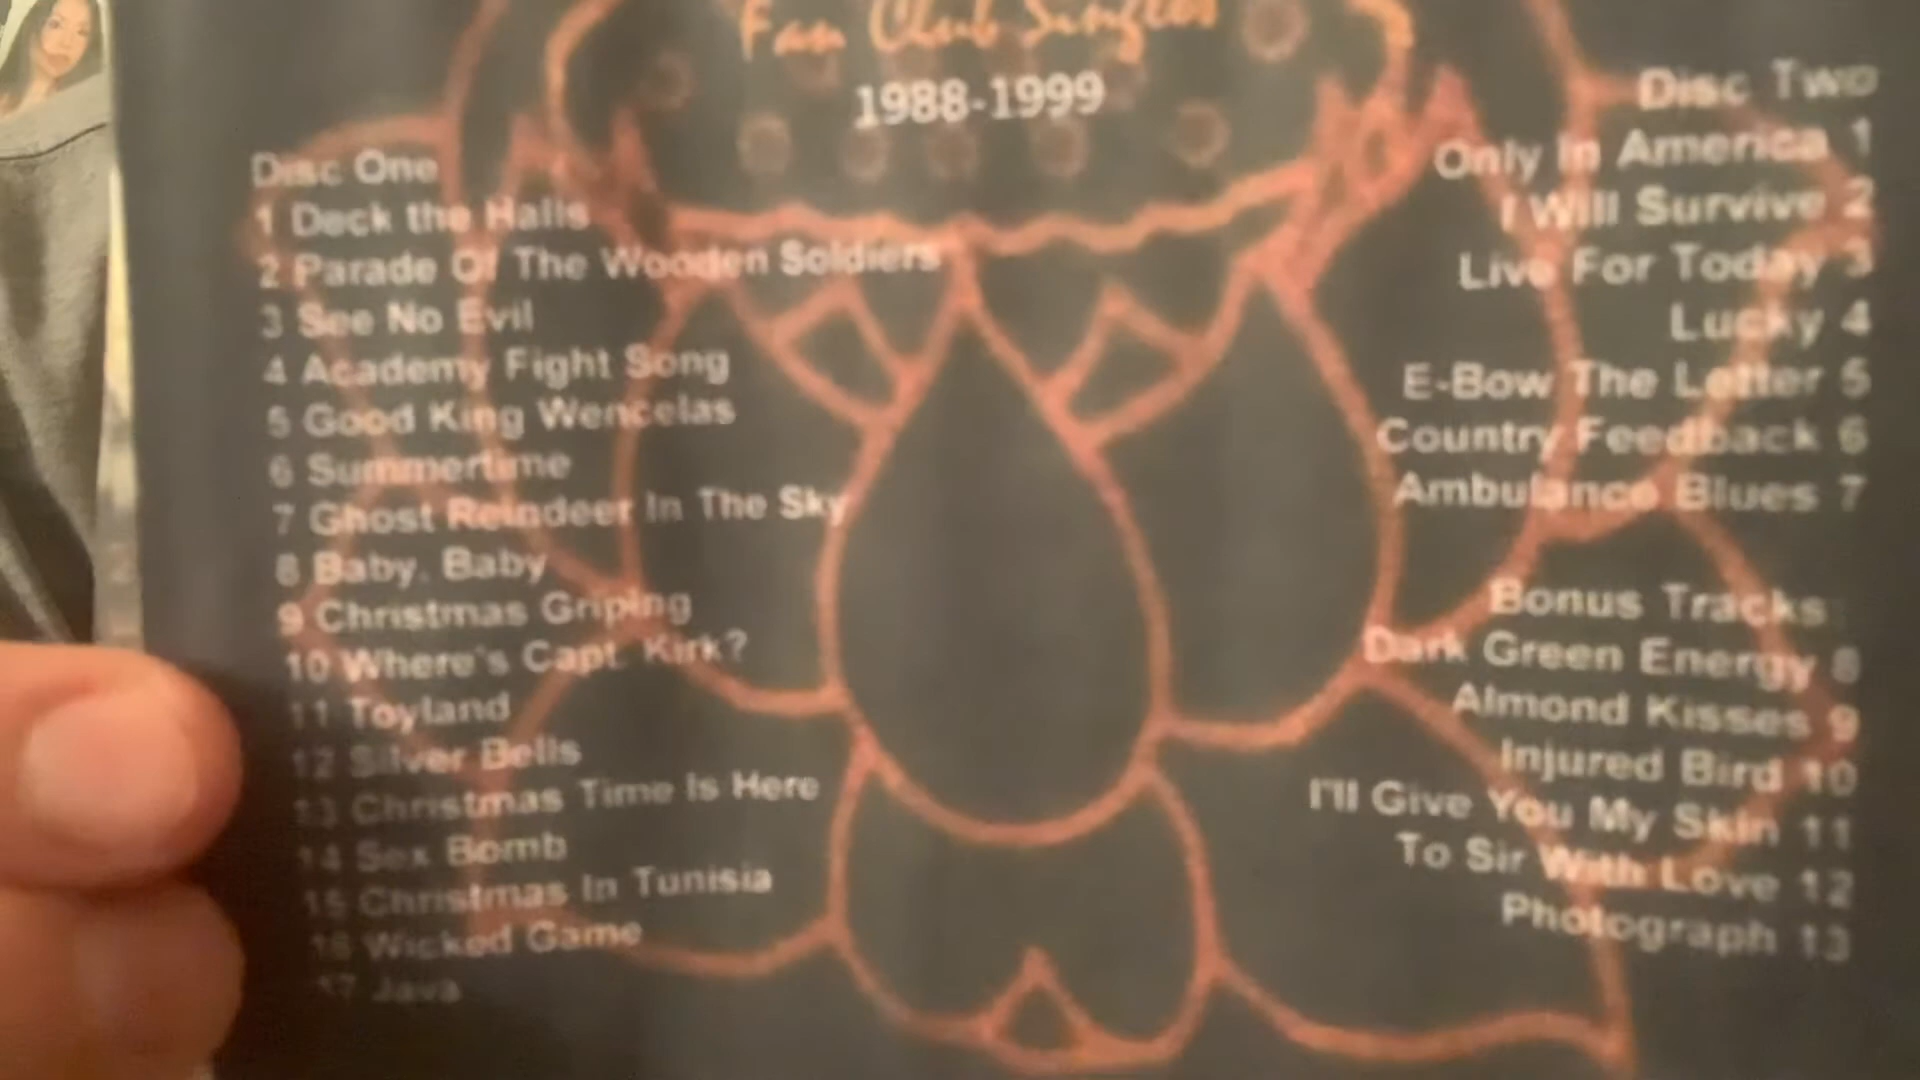 Fan Club Singles
1988-1999
Disc One
1 Deck the Halls
2 Parade Of The Wooden Soldiers
3 See No Evil
4 Academy Fight Song
5 Good King Wencelas
6 Summertime
7 Ghost Reindeer In The Sky
8 Baby, Baby
9 Christmas Griping
10 Where's Capt. Kirk?
11 Toyland
12 Silver Bells
13 Christmas Time Is Here
14 Sex Bomb
15 Christmas In Tunisia
16 Wicked Game
17 Java
Disc Two
Only In America 1
I Will Survive 2
Live For Today 3
Lucky 4
E-Bow The Letter 5
Country Feedback 6
Ambulance Blues 7
Bonus Tracks
Dark Green Energy 8
Almond Kisses 9
Injured Bird 10
I'll Give You My Skin 11
To Sir With Love 12
Photograph 13